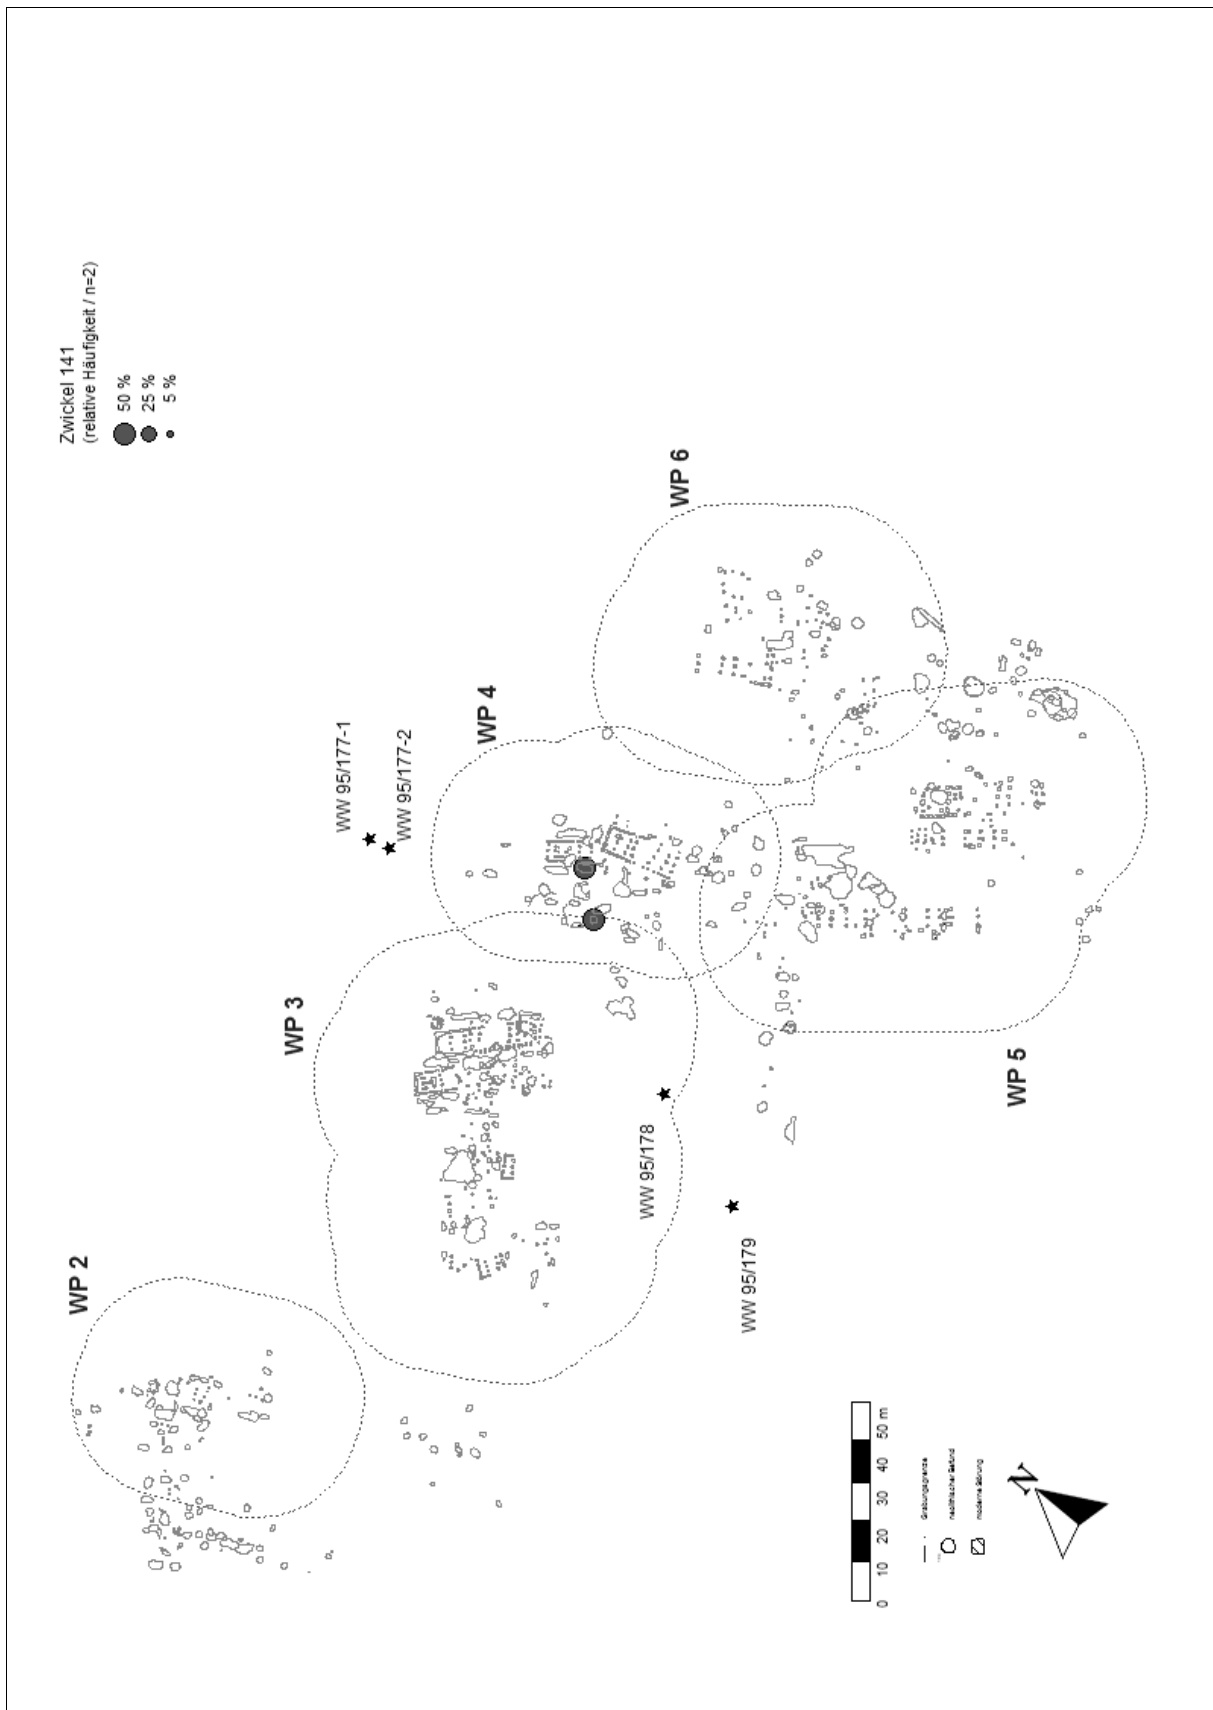 Zwickel 141
(relative Häufigkeit / n=2)
50 %
25 %
5 %
WP 2
WP 3
WP 4
WP 6
WP 5
WW 95/177-1
WW 95/177-2
WW 95/178
WW 95/179
0 10 20 30 40 50 m
Grabungsgrenze
neolithischer Befund
moderne Störung
N